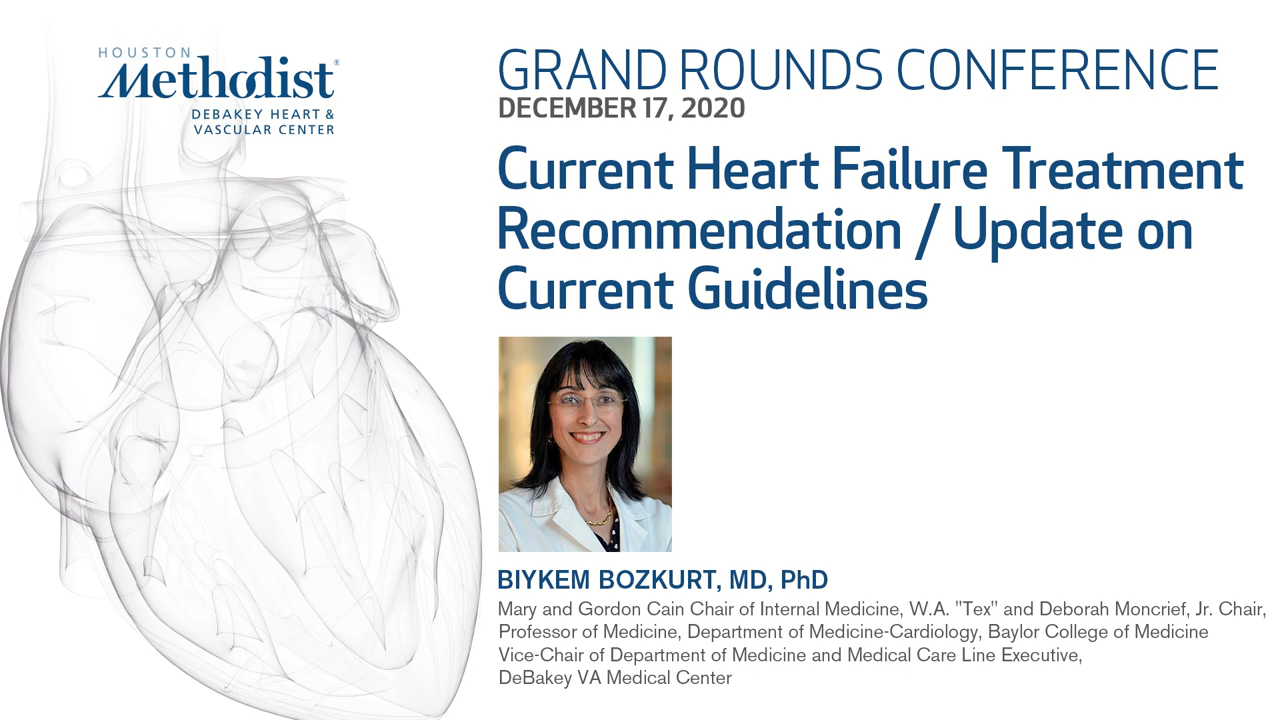 HOUSTON
Methodist®
DEBAKEY HEART &
VASCULAR CENTER
GRAND ROUNDS CONFERENCE
DECEMBER 17, 2020
Current Heart Failure Treatment
Recommendation / Update on
Current Guidelines
BIYKEM BOZKURT, MD, PhD
Mary and Gordon Cain Chair of Internal Medicine, W.A. "Tex" and Deborah Moncrief, Jr. Chair,
Professor of Medicine, Department of Medicine-Cardiology, Baylor College of Medicine
Vice-Chair of Department of Medicine and Medical Care Line Executive,
DeBakey VA Medical Center